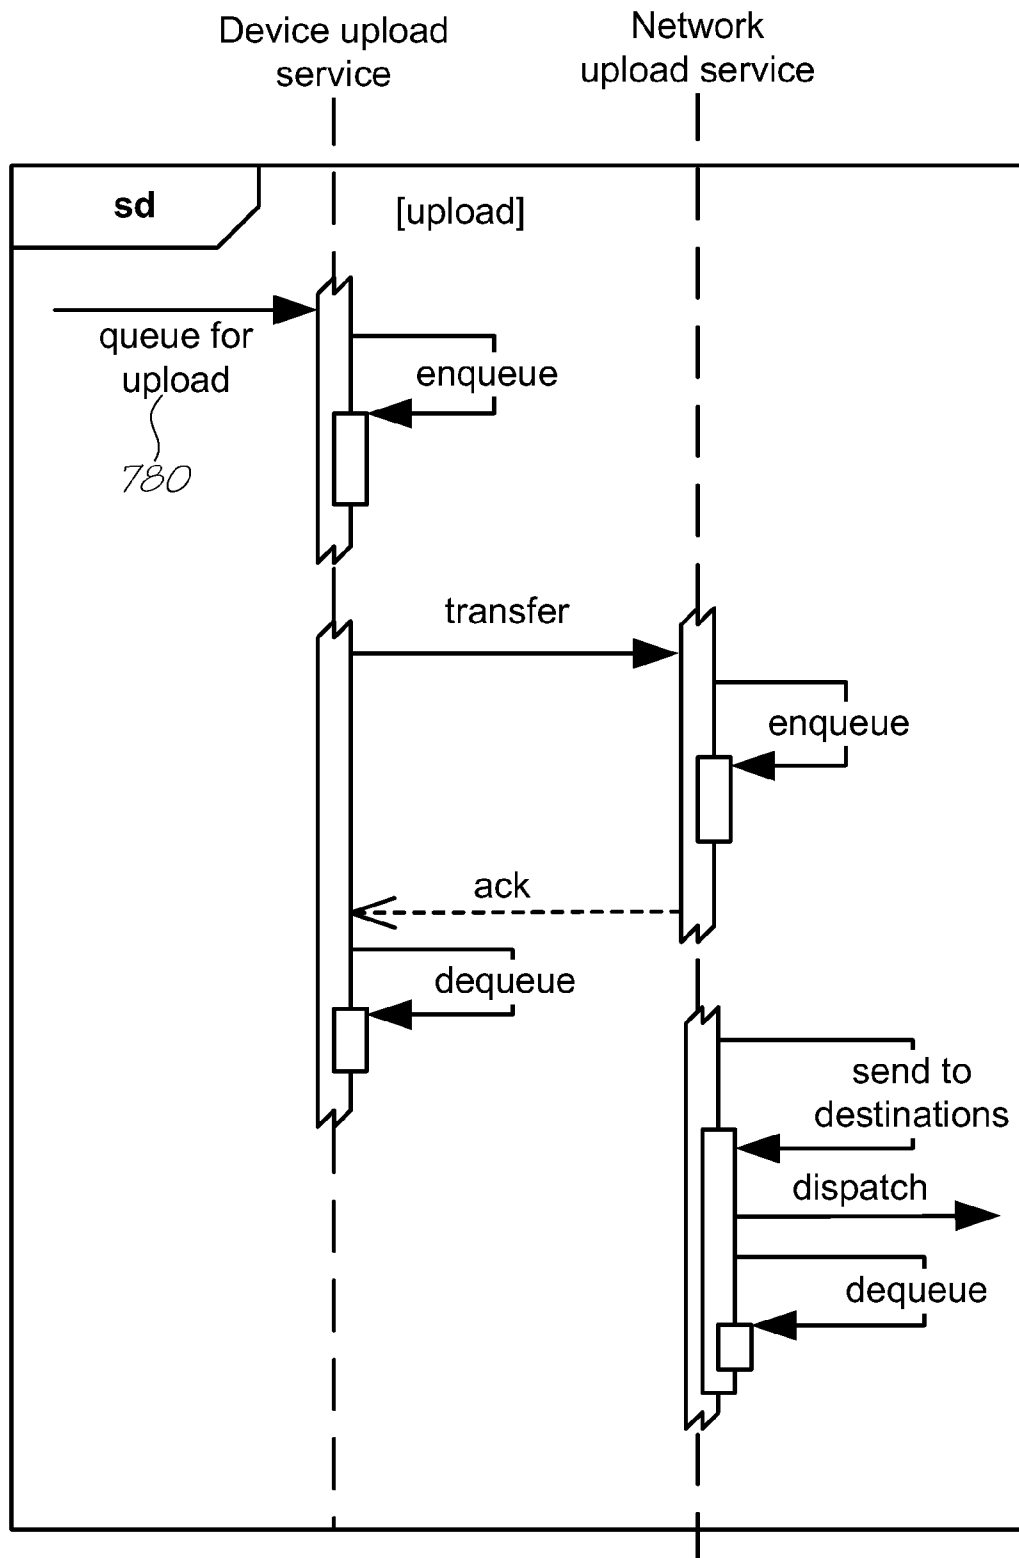 Device upload
service
Network
upload service
sd
[upload]
queue for
upload
780
enqueue
transfer
enqueue
ack
dequeue
send to
destinations
dispatch
dequeue